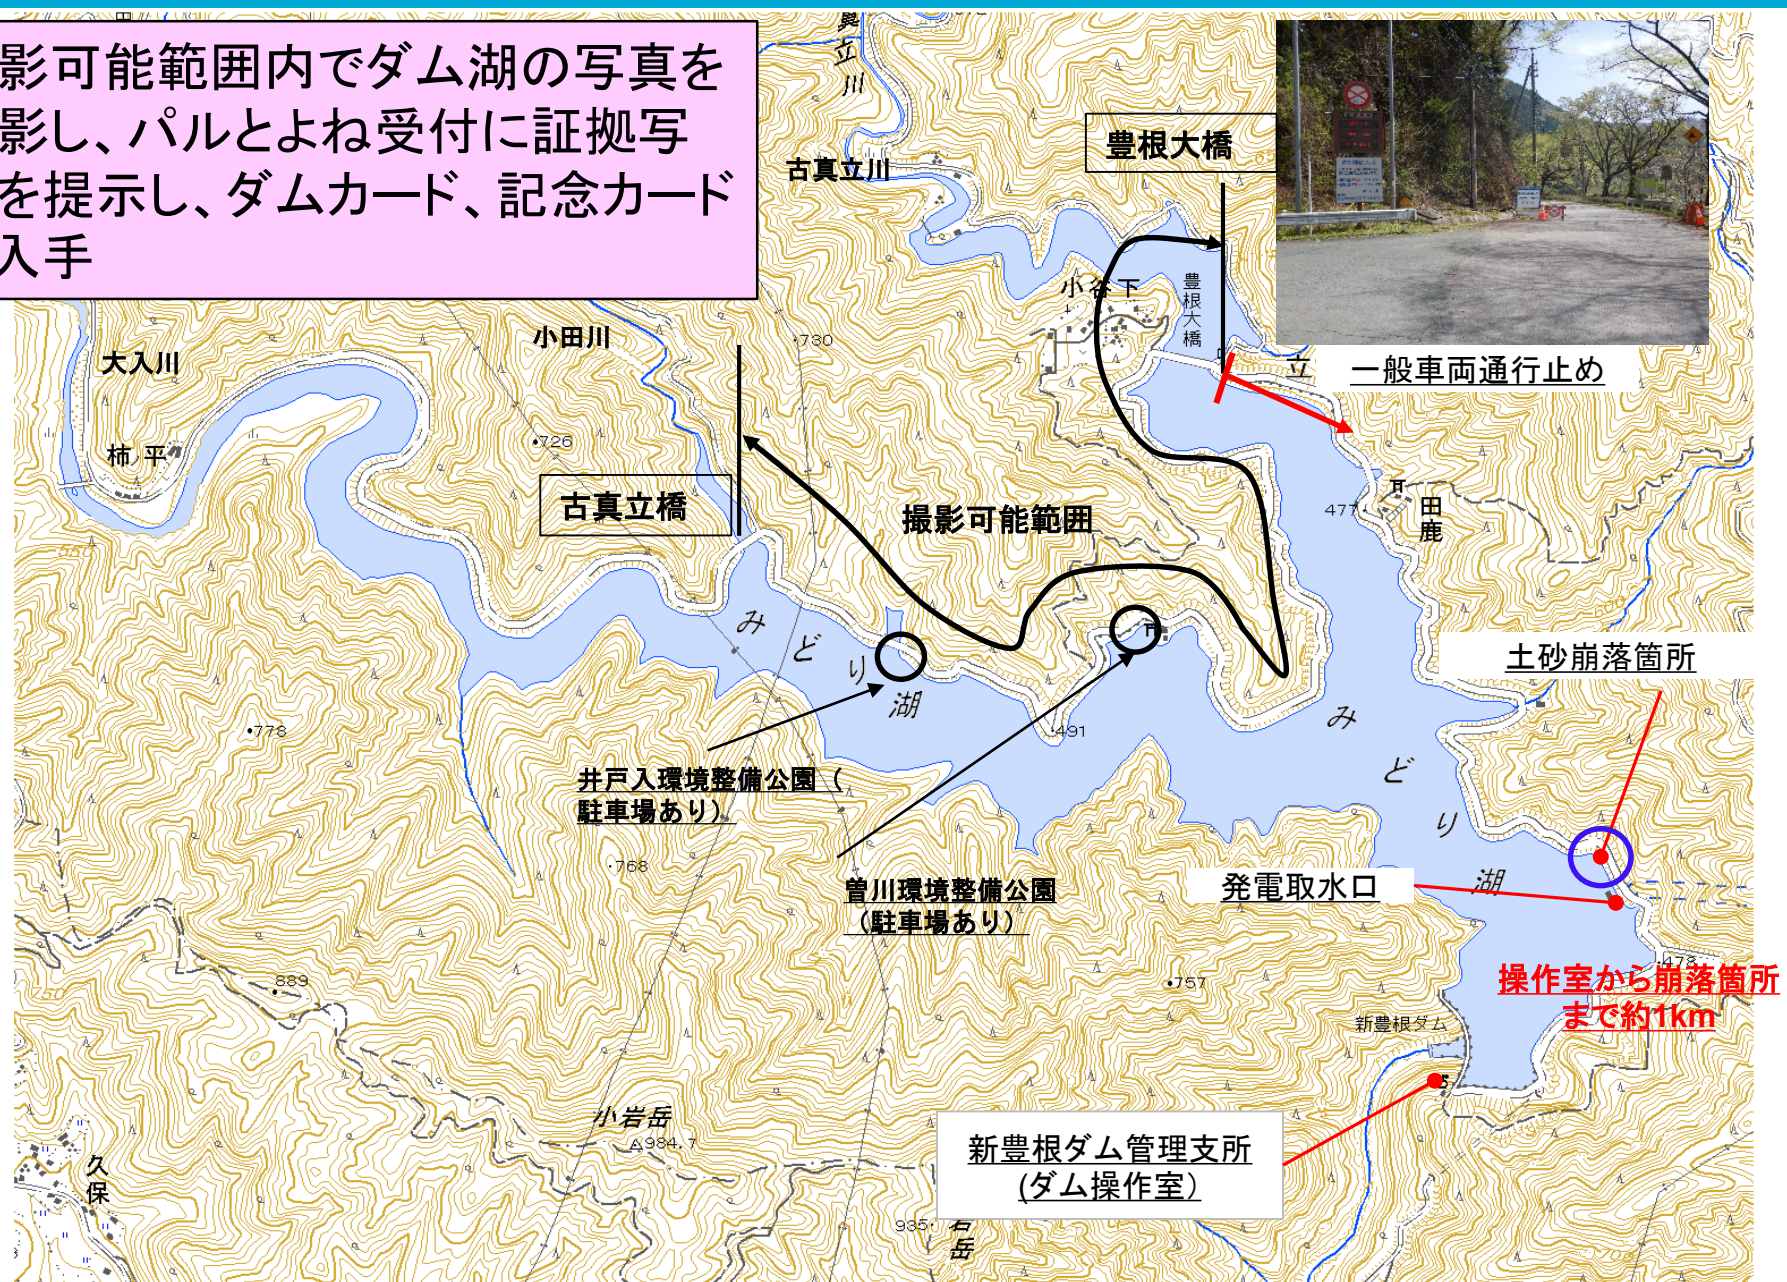 影可能範囲内でダム湖の写真を
影し、パルとよね受付に証拠写
を提示し、ダムカード、記念カード
入手
真立川
古真立川
豊根大橋
小谷下
豊根大橋
大入川
小田川
730
立
一般車両通行止め
柿ノ平
726
古真立橋
撮影可能範囲
477
田鹿
みどり湖
土砂崩落箇所
778
491
みどり湖
井戸入環境整備公園（
駐車場あり）
768
曽川環境整備公園
（駐車場あり）
発電取水口
889
757
478
操作室から崩落箇所
まで約1km
新豊根ダム
小岩岳
984.7
新豊根ダム管理支所
(ダム操作室）
久保
935
岳